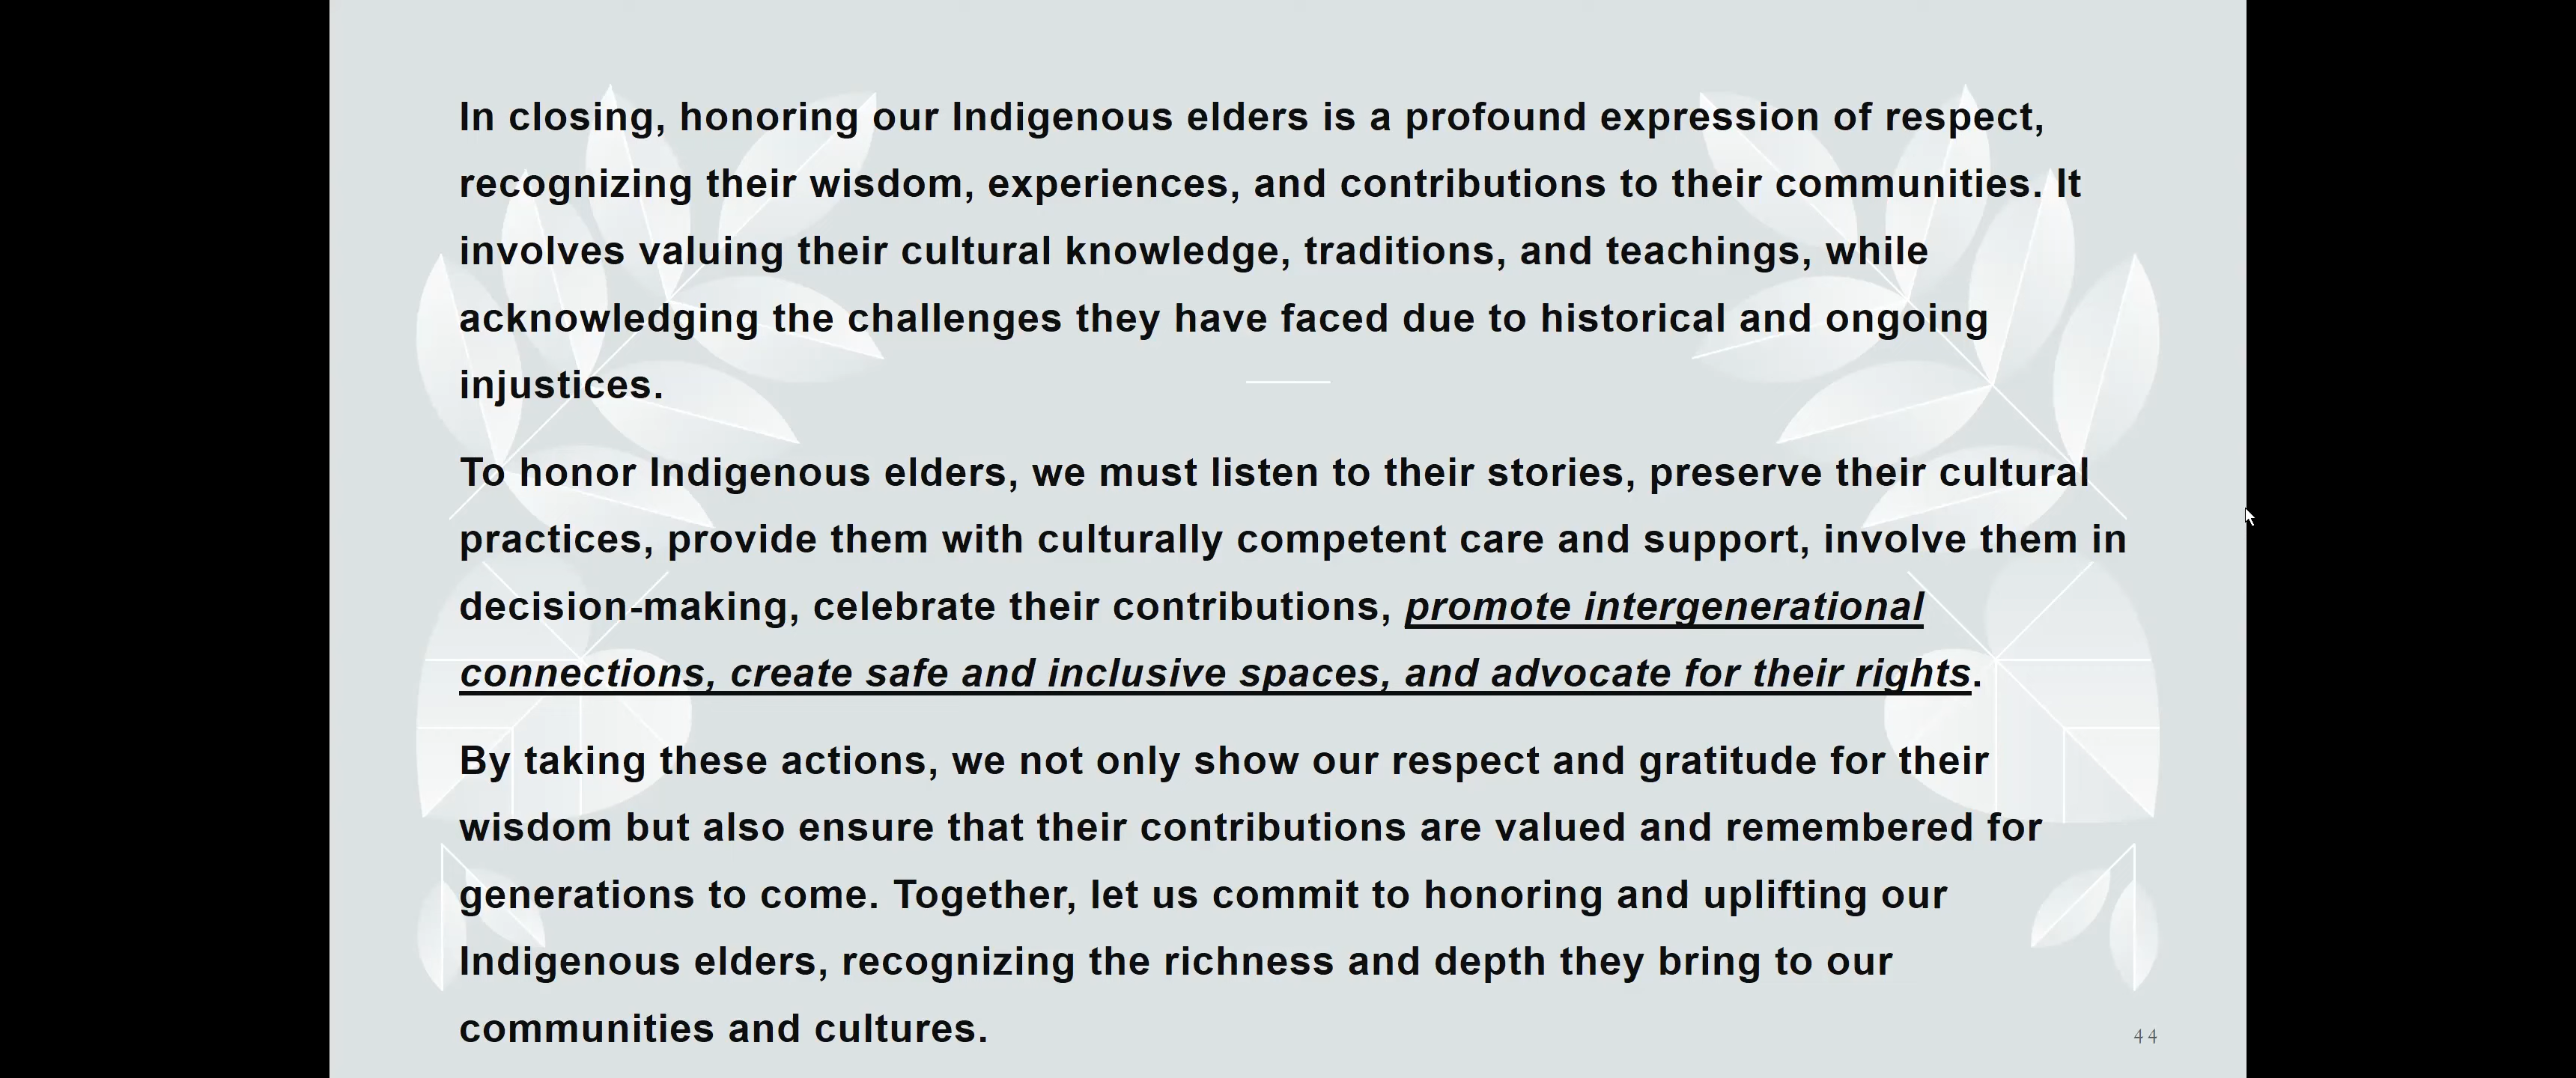 In closing, honoring our Indigenous elders is a profound expression of respect,
recognizing their wisdom, experiences, and contributions to their communities. It
involves valuing their cultural knowledge, traditions, and teachings, while
acknowledging the challenges they have faced due to historical and ongoing
injustices.
To honor Indigenous elders, we must listen to their stories, preserve their cultural
practices, provide them with culturally competent care and support, involve them in
decision-making, celebrate their contributions, promote intergenerational
connections, create safe and inclusive spaces, and advocate for their rights.
By taking these actions, we not only show our respect and gratitude for their
wisdom but also ensure that their contributions are valued and remembered for
generations to come. Together, let us commit to honoring and uplifting our
Indigenous elders, recognizing the richness and depth they bring to our
communities and cultures.
44